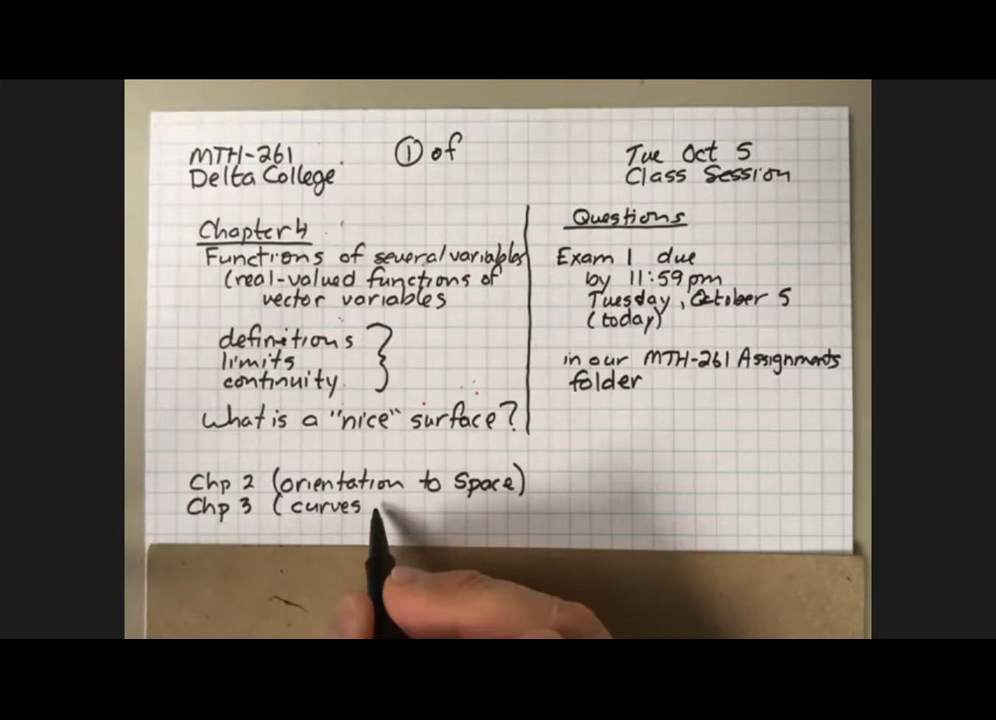 MTH-261
Delta College
① of
Tue Oct 5
Class Session
Chapter 4
Functions of several variables
(real-valued functions of
vector variables
definitions
limits
continuity
What is a "nice" surface?
Questions
Exam 1 due
by 11:59pm
Tuesday, October 5
(today)
in our MTH-261 Assignments
folder
Chp 2 (orientation to Space)
Chp 3 (curves